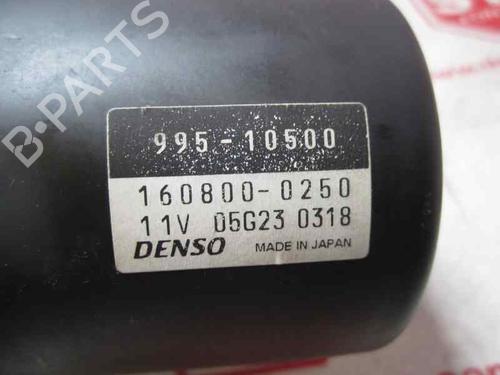 B-PARTS
995-10500
160800-0250
11V 05G23 0318
DENSO MADE IN JAPAN